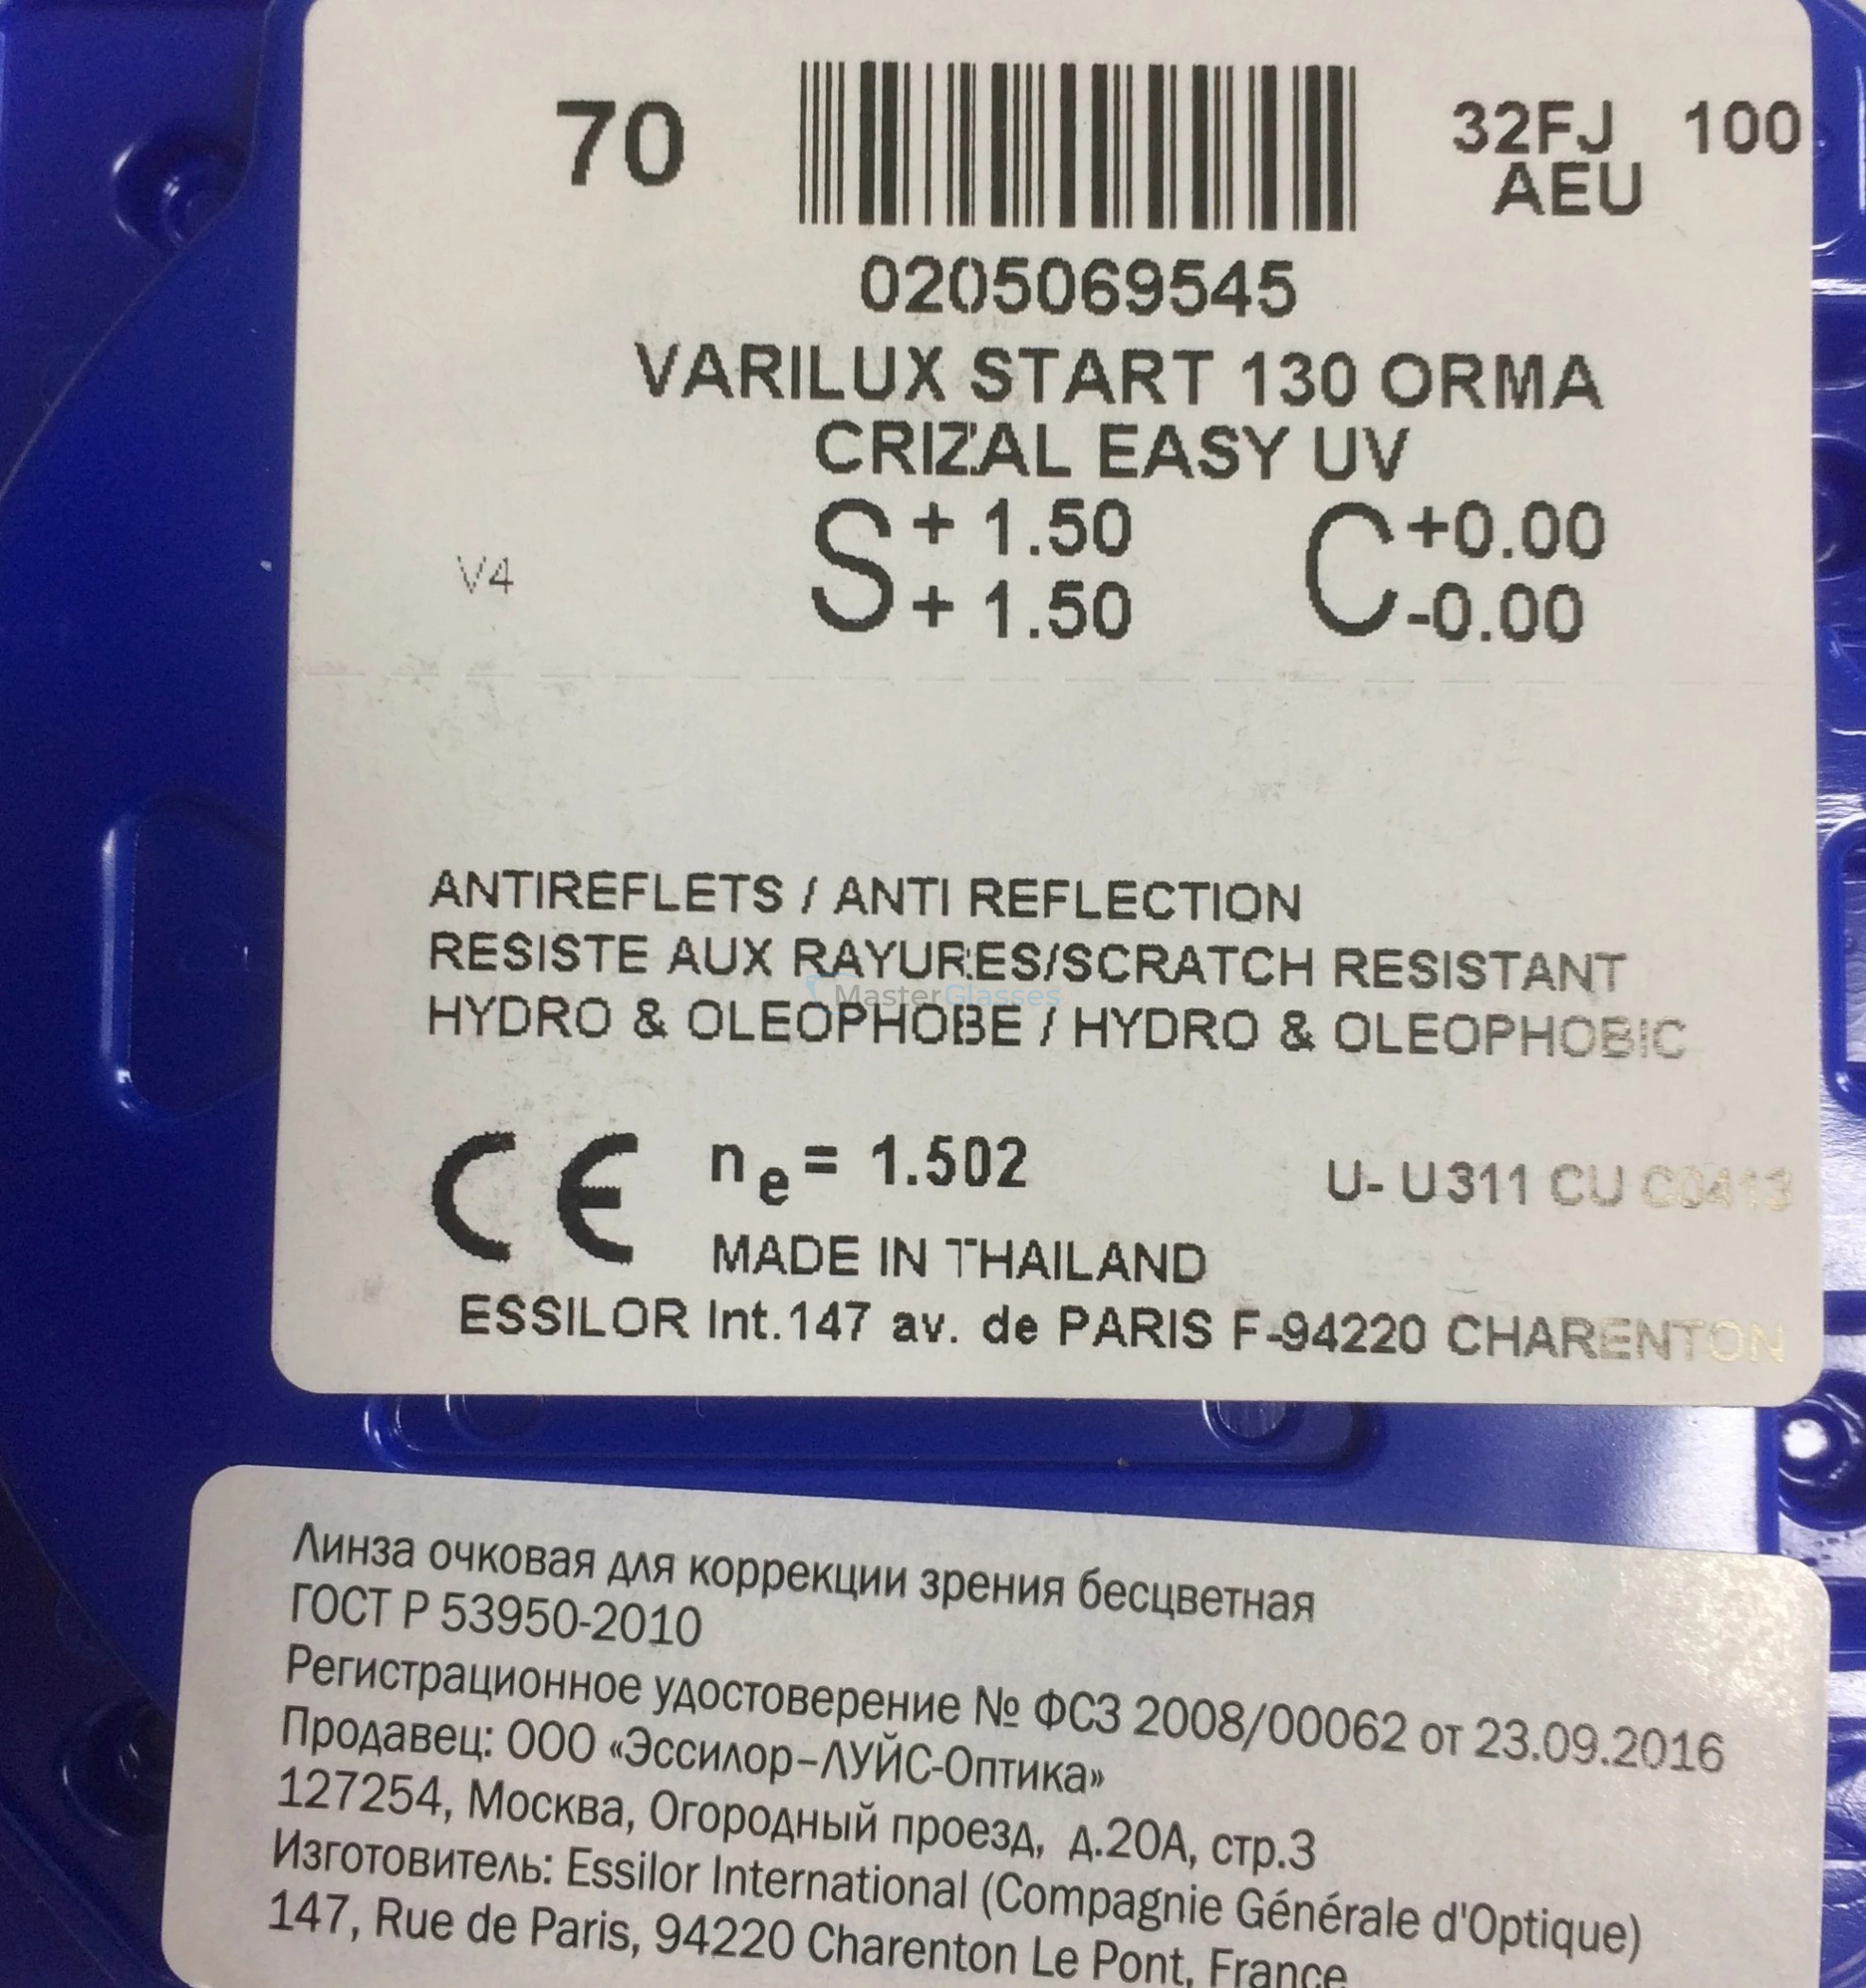 70
32FJ 100
AEU
0205069545
VARILUX START 130 ORMA
CRIZAL EASY UV
S + 1.50 C +0.00
+ 1.50 -0.00
V4
ANTIREFLETS / ANTI REFLECTION
RESISTE AUX RAYURES/SCRATCH RESISTANT
MasterGlasses
HYDRO & OLEOPHOBE / HYDRO & OLEOPHOBIC
CE ne = 1.502
U- U311 CU C0413
MADE IN THAILAND
ESSILOR Int.147 av. de PARIS F-94220 CHARENTON
Линза очковая для коррекции зрения бесцветная
ГОСТ Р 53950-2010
Регистрационное удостоверение № ФСЗ 2008/00062 от 23.09.2016
Продавец: ООО «Эссилор–ЛУЙС-Оптика»
127254, Москва, Огородный проезд, д.20А, стр.3
Изготовитель: Essilor International (Compagnie Générale d'Optique)
147, Rue de Paris, 94220 Charenton Le Pont, France